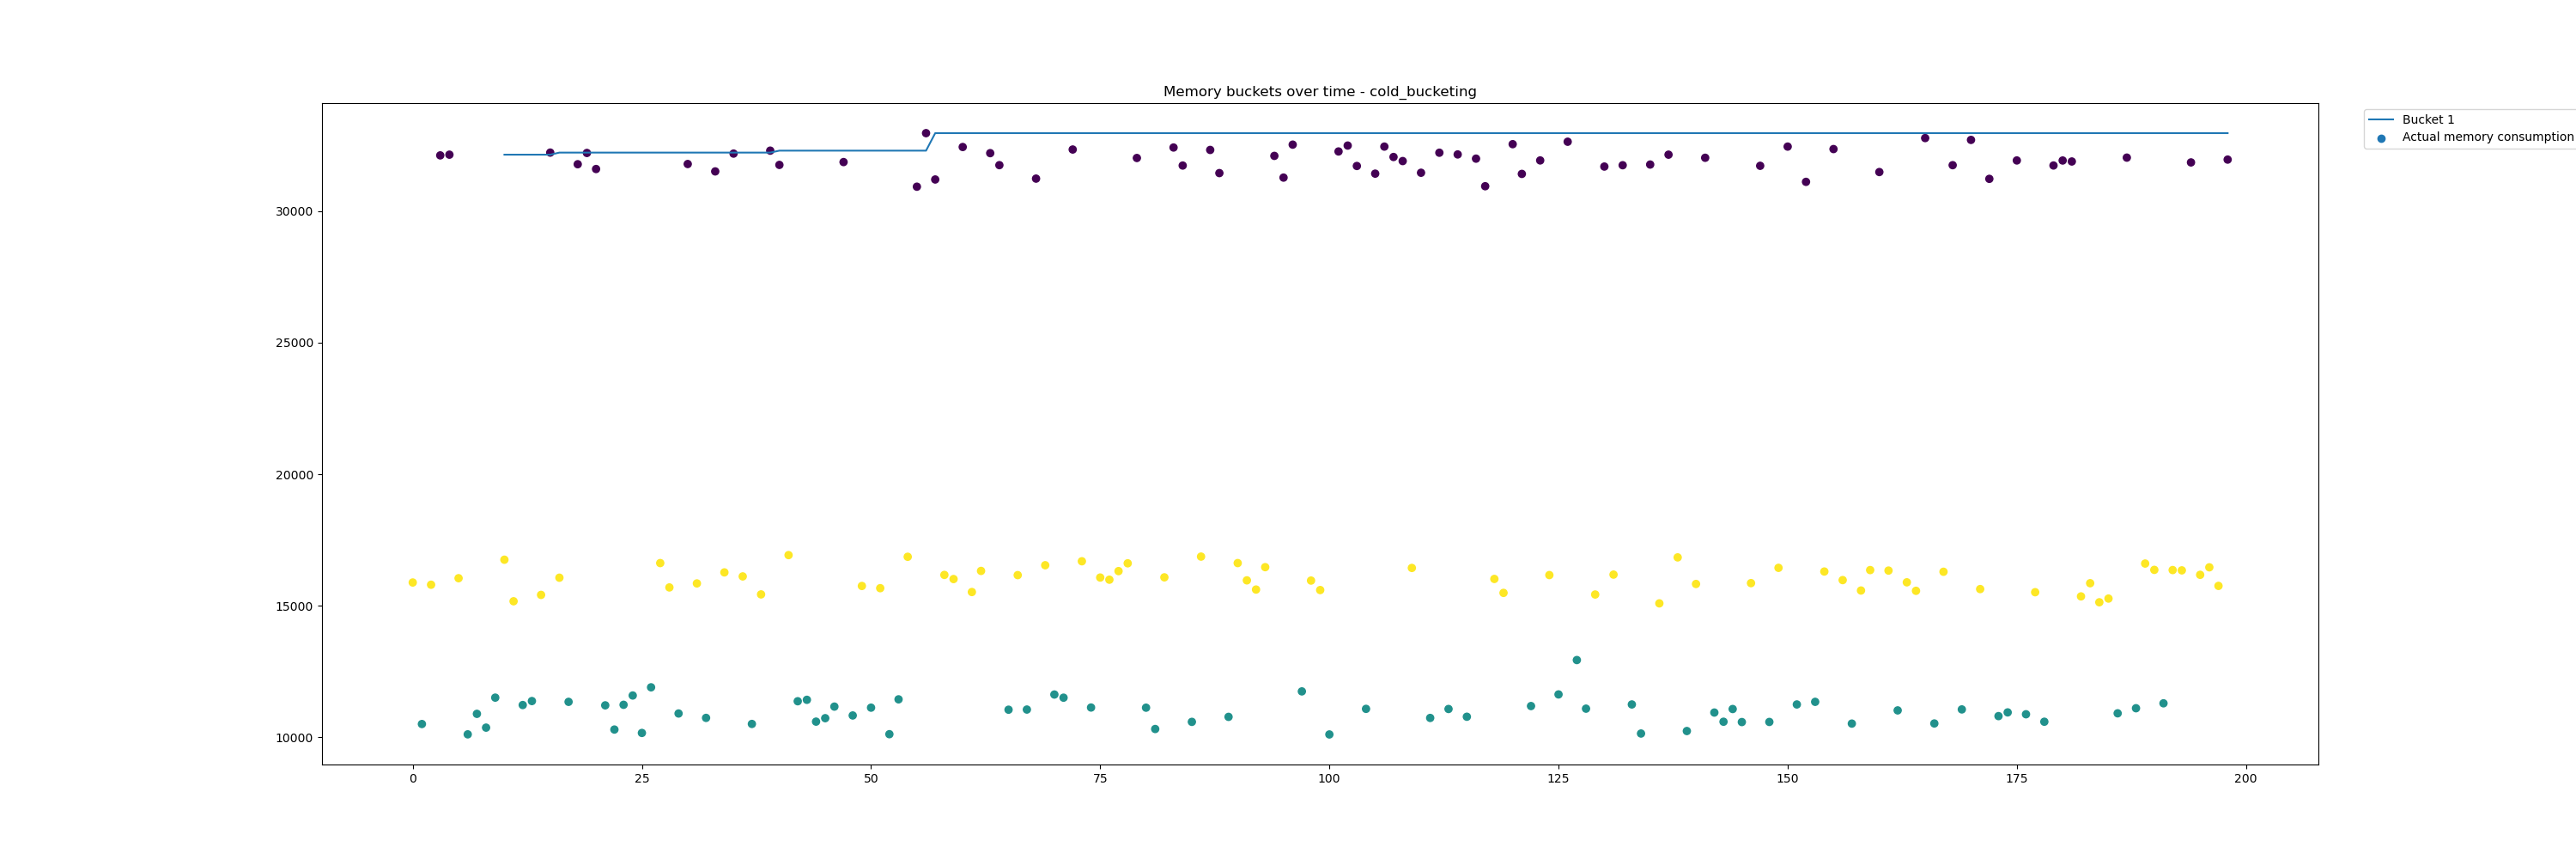 Memory buckets over time - cold_bucketing
Bucket 1
Actual memory consumption
30000
25000
20000
15000
10000
0 25 50 75 100 125 150 175 200